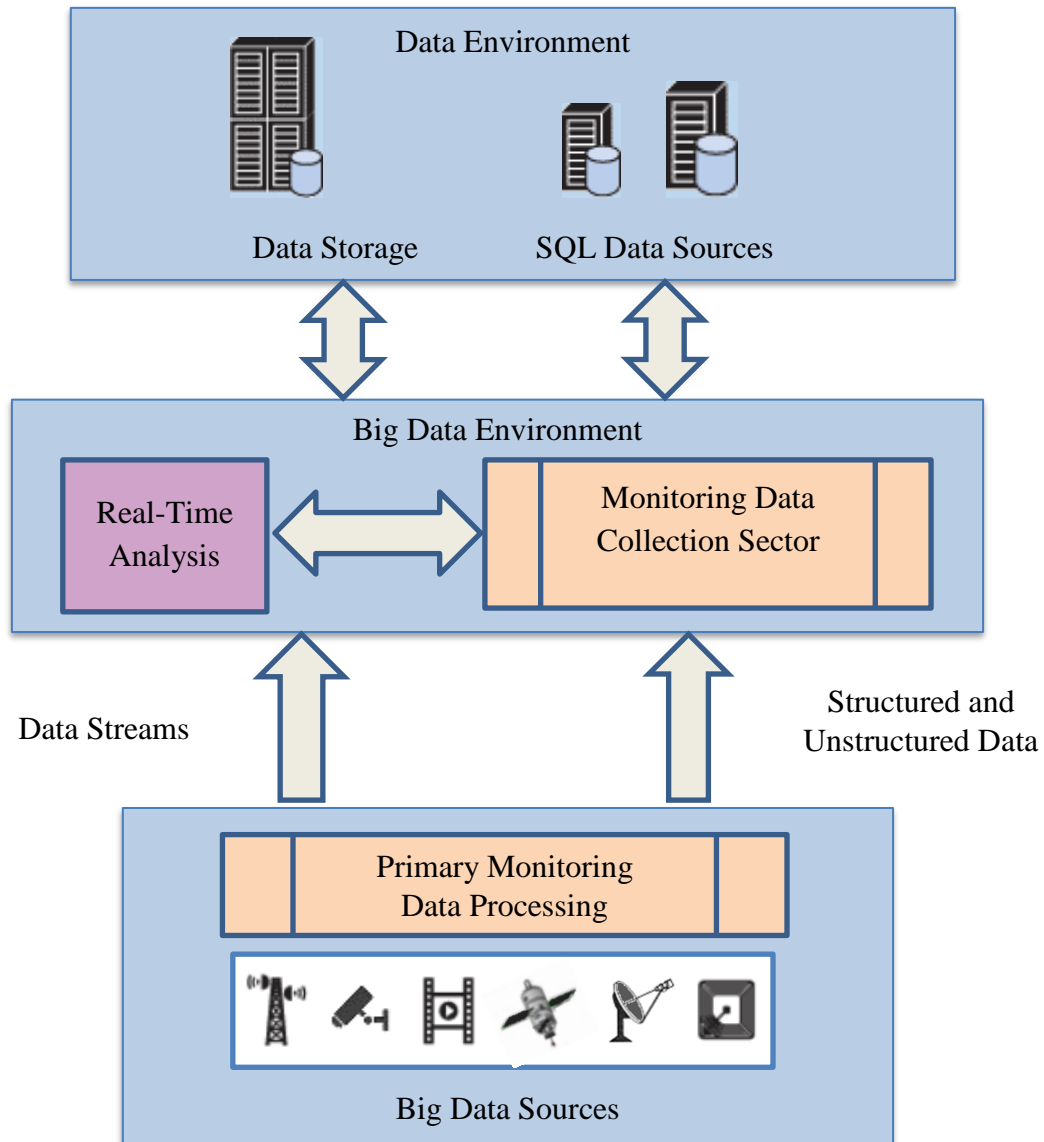 Data Environment
Data Storage
SQL Data Sources
Big Data Environment
Real-Time
Analysis
Monitoring Data
Collection Sector
Data Streams
Structured and
Unstructured Data
Primary Monitoring
Data Processing
Big Data Sources